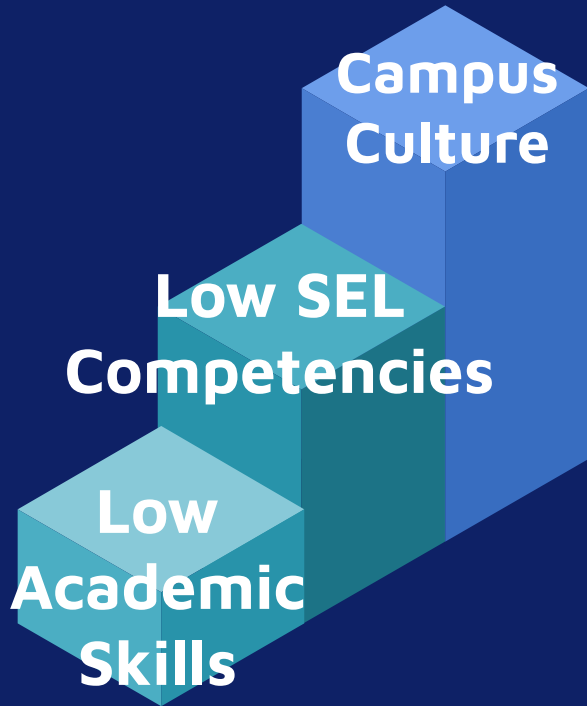 Campus
Culture
Low SEL
Competencies
Low
Academic
Skills